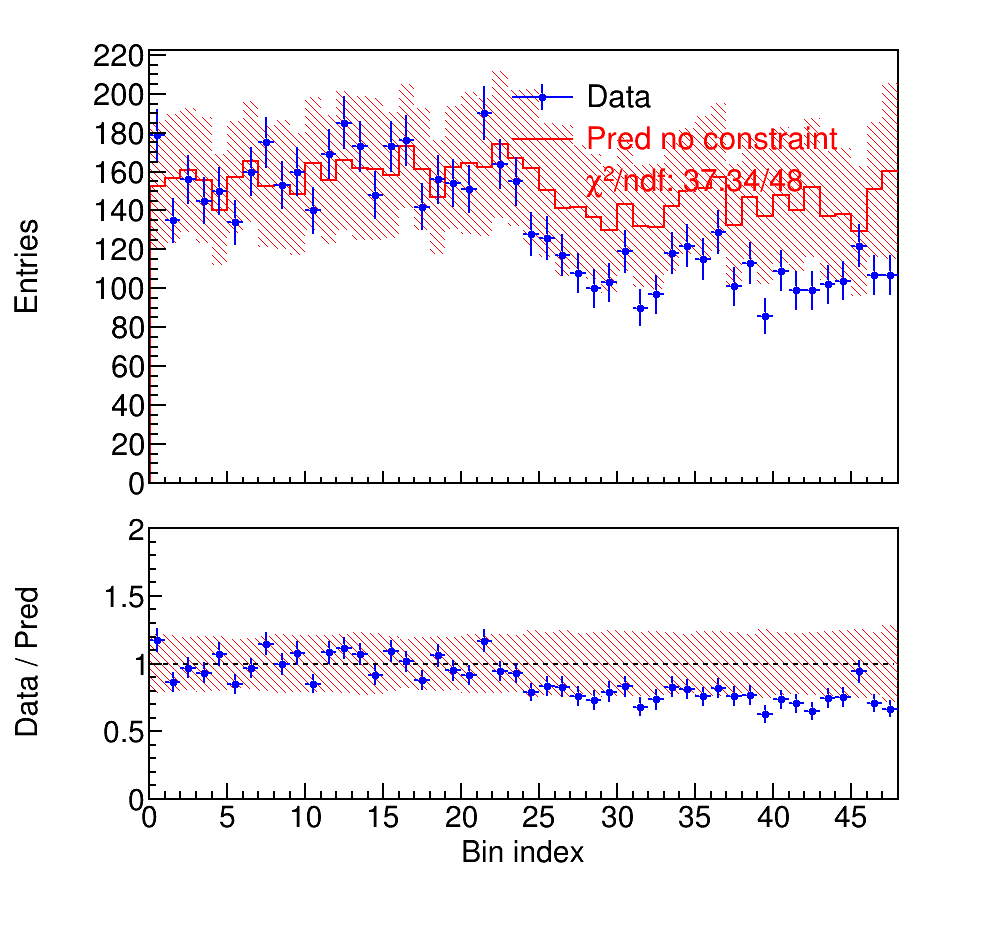 220
200
180
160
140
120
100
80
60
40
20
0
Entries
Data
Pred no constraint
χ²/ndf: 37.34/48
2
1.5
1
0.5
0
Data / Pred
0 5 10 15 20 25 30 35 40 45
Bin index